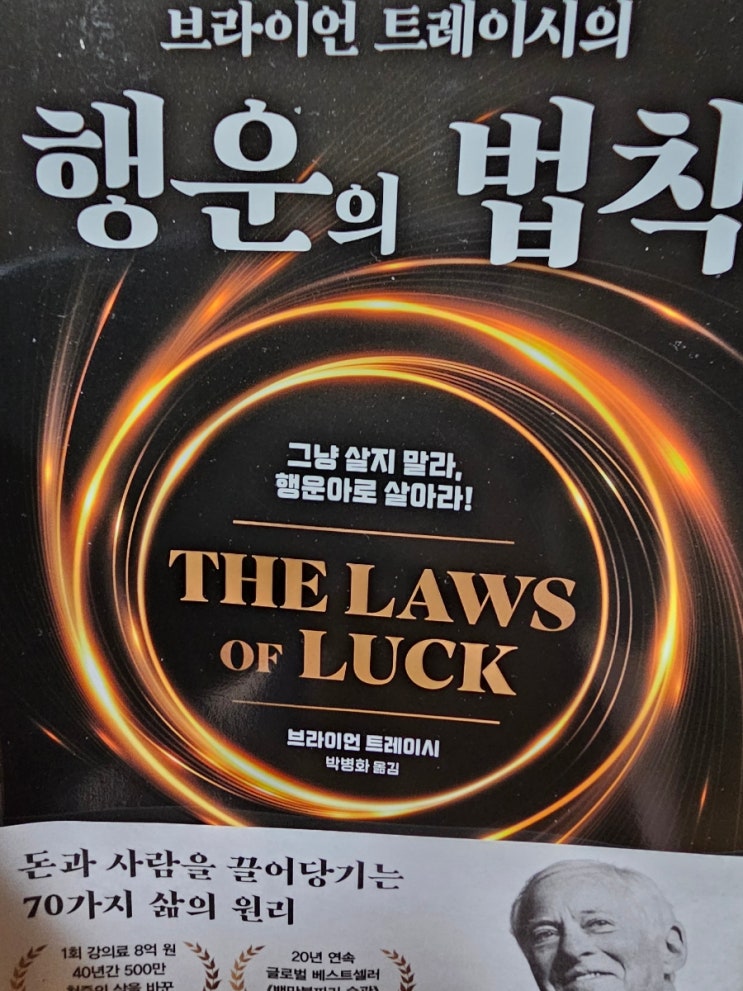 브라이언 트레이시의
행운의 법칙
그냥 살지 말라,
행운아로 살아라!
THE LAWS
OF LUCK
브라이언 트레이시
박병화 옮김
돈과 사람을 끌어당기는
70가지 삶의 원리
1회 강의료 8억 원
40년간 500만
20년 연속
글로벌 베스트셀러